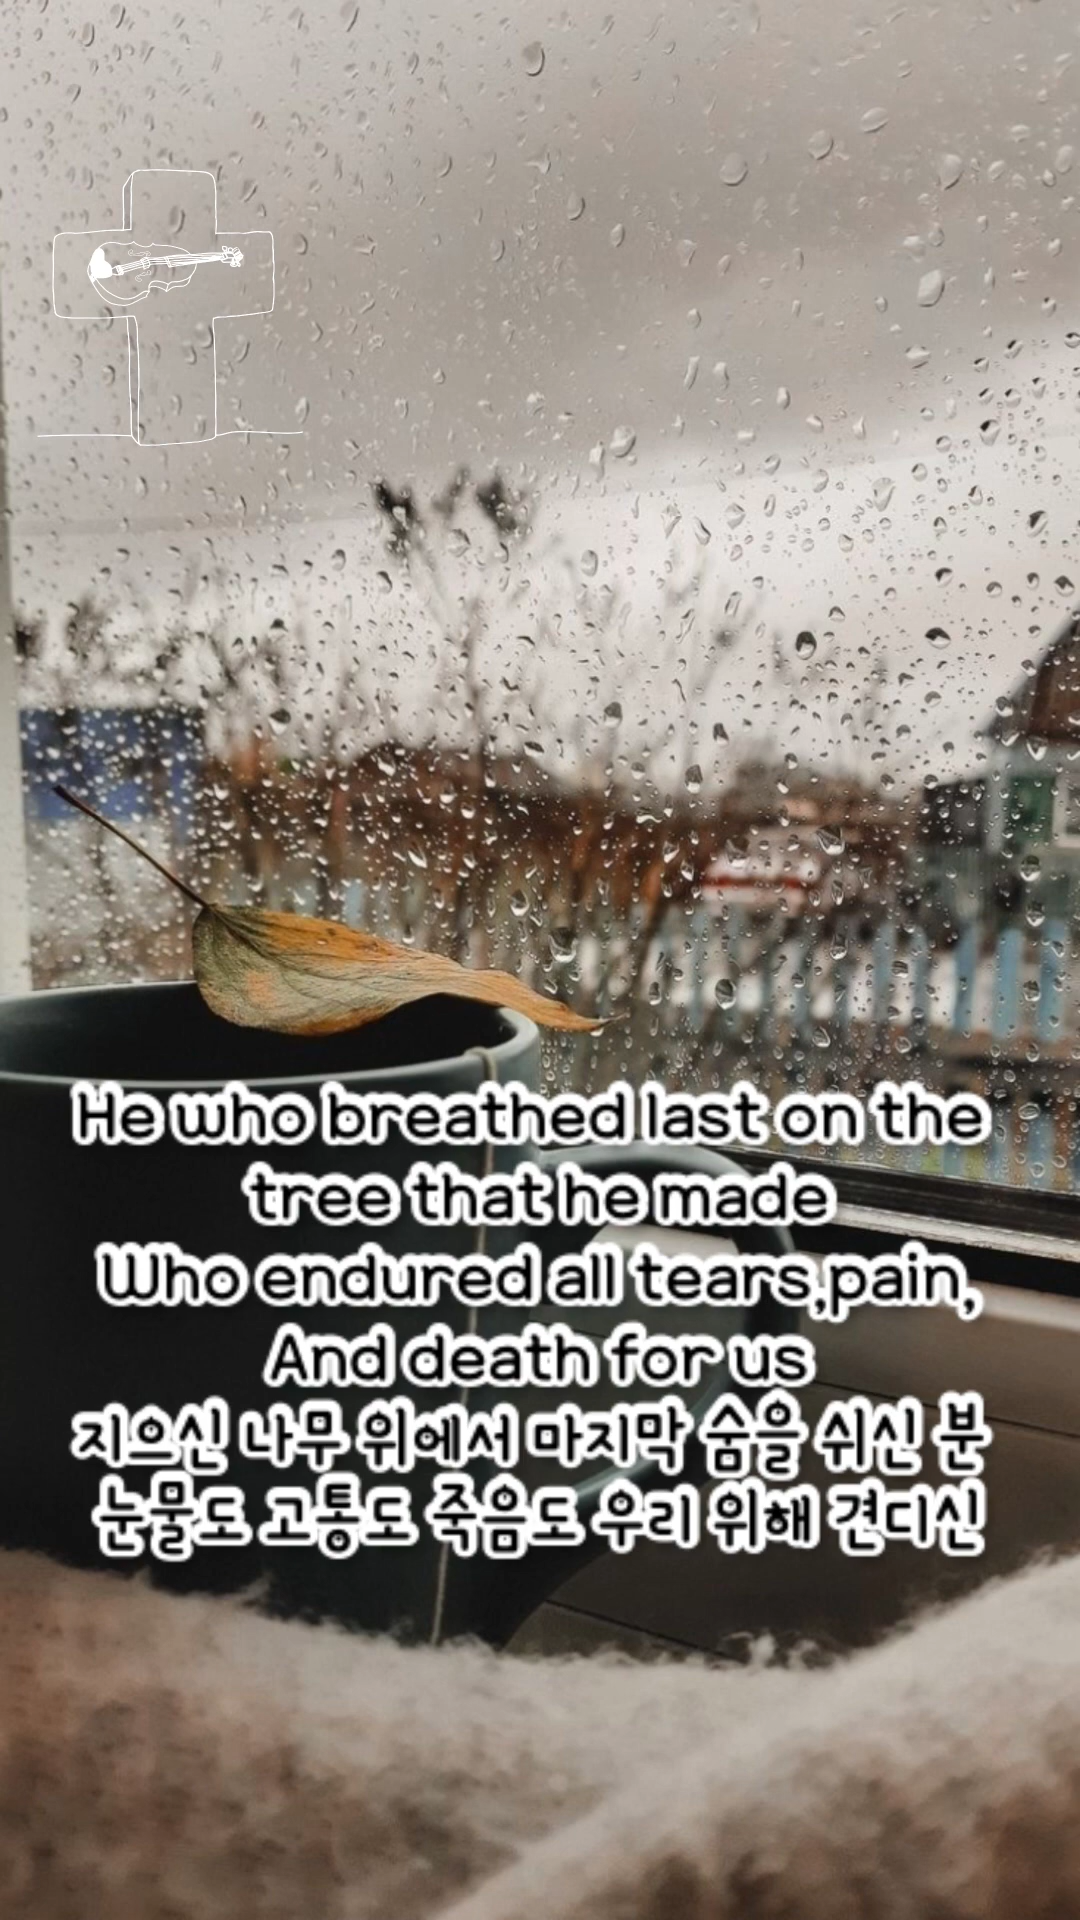 He who breathed last on the
tree that he made
Who endured all tears,pain,
And death for us
지으신 나무 위에서 마지막 숨을 쉬신 분
눈물도 고통도 죽음도 우리 위해 견디신